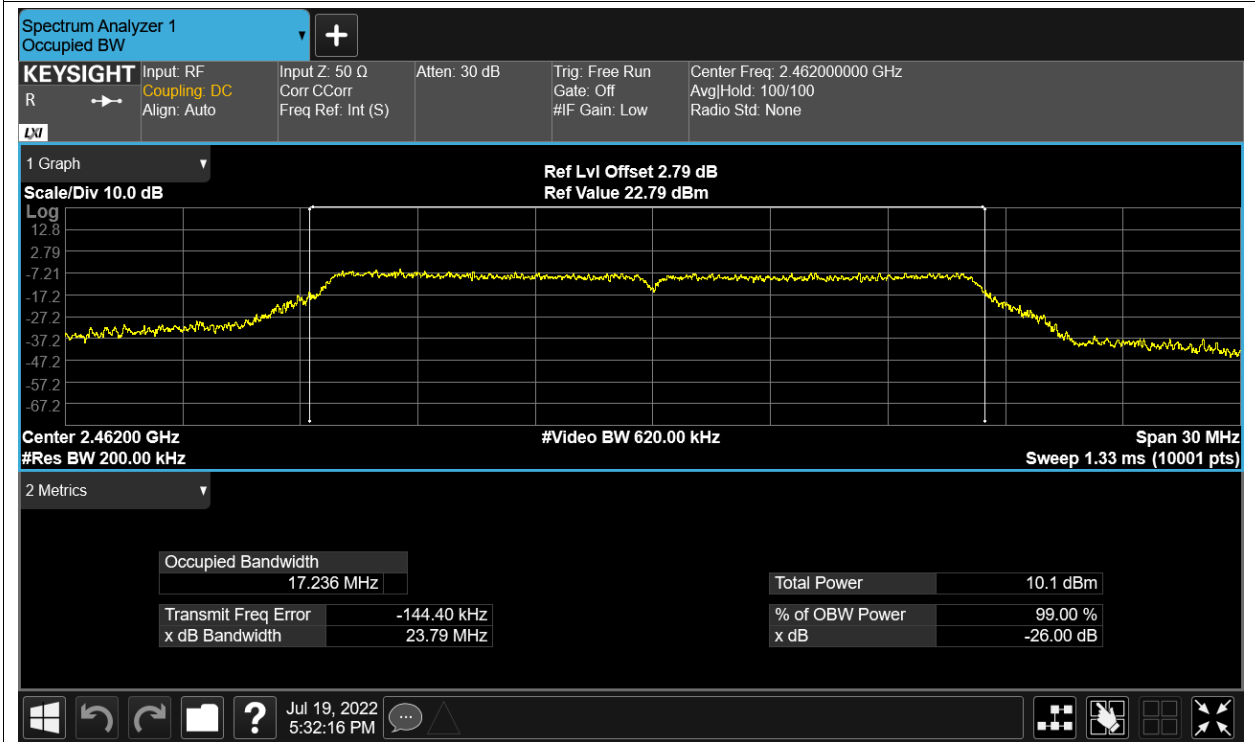 Spectrum Analyzer 1
Occupied BW
KEYSIGHT
R
LXI
Input: RF
Coupling: DC
Align: Auto
Input Z: 50 Ω
Corr CCorr
Freq Ref: Int (S)
Atten: 30 dB
Trig: Free Run
Gate: Off
#IF Gain: Low
Center Freq: 2.462000000 GHz
Avg|Hold: 100/100
Radio Std: None
1 Graph
Scale/Div 10.0 dB
Ref Lvl Offset 2.79 dB
Ref Value 22.79 dBm
Log
12.8
2.79
-7.21
-17.2
-27.2
-37.2
-47.2
-57.2
-67.2
Center 2.46200 GHz
#Res BW 200.00 kHz
#Video BW 620.00 kHz
Span 30 MHz
Sweep 1.33 ms (10001 pts)
2 Metrics
Occupied Bandwidth
17.236 MHz
Transmit Freq Error -144.40 kHz
x dB Bandwidth 23.79 MHz
Total Power 10.1 dBm
% of OBW Power 99.00 %
x dB -26.00 dB
?
Jul 19, 2022
5:32:16 PM